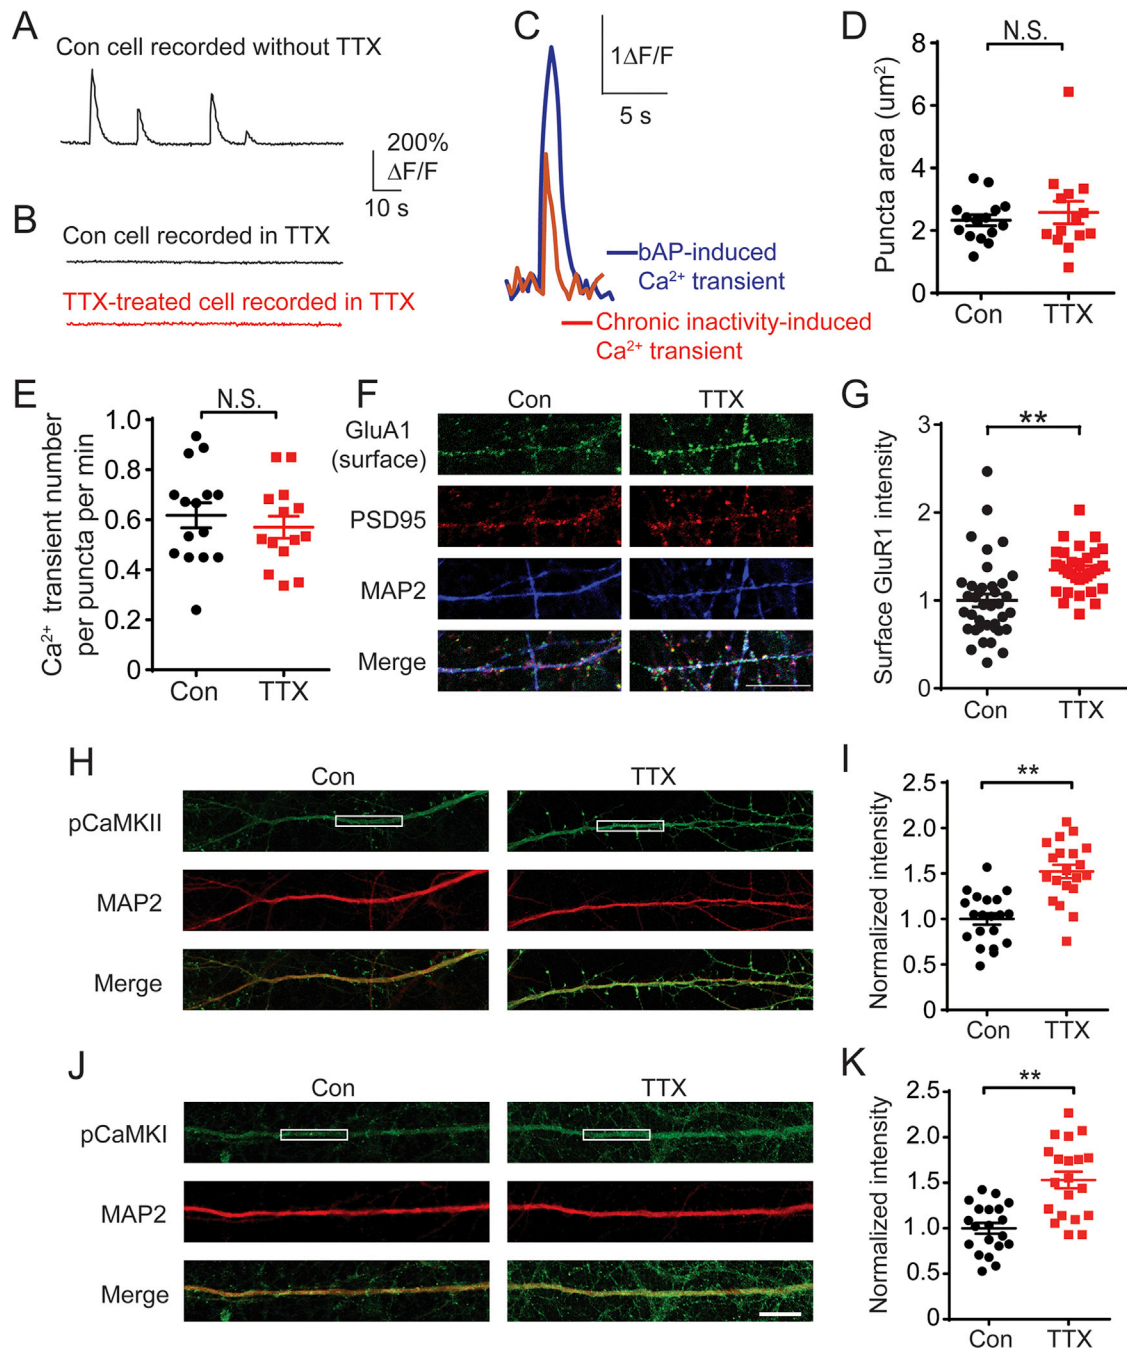 A
Con cell recorded without TTX
200%
ΔF/F
10 s
B
Con cell recorded in TTX
TTX-treated cell recorded in TTX
C
1ΔF/F
5 s
bAP-induced
Ca²⁺ transient
Chronic inactivity-induced
Ca²⁺ transient
D
N.S.
Puncta area (um²)
8
6
4
2
0
Con
TTX
E
N.S.
Ca²⁺ transient number
per puncta per min
1.0
0.8
0.6
0.4
0.2
0
Con
TTX
F
Con
TTX
GluA1
(surface)
PSD95
MAP2
Merge
G
**
Surface GluR1 intensity
3
2
1
0
Con
TTX
H
Con
TTX
pCaMKII
MAP2
Merge
I
**
Normalized intensity
2.5
2.0
1.5
1.0
0.5
0
Con
TTX
J
Con
TTX
pCaMKI
MAP2
Merge
K
**
Normalized intensity
2.5
2.0
1.5
1.0
0.5
0
Con
TTX